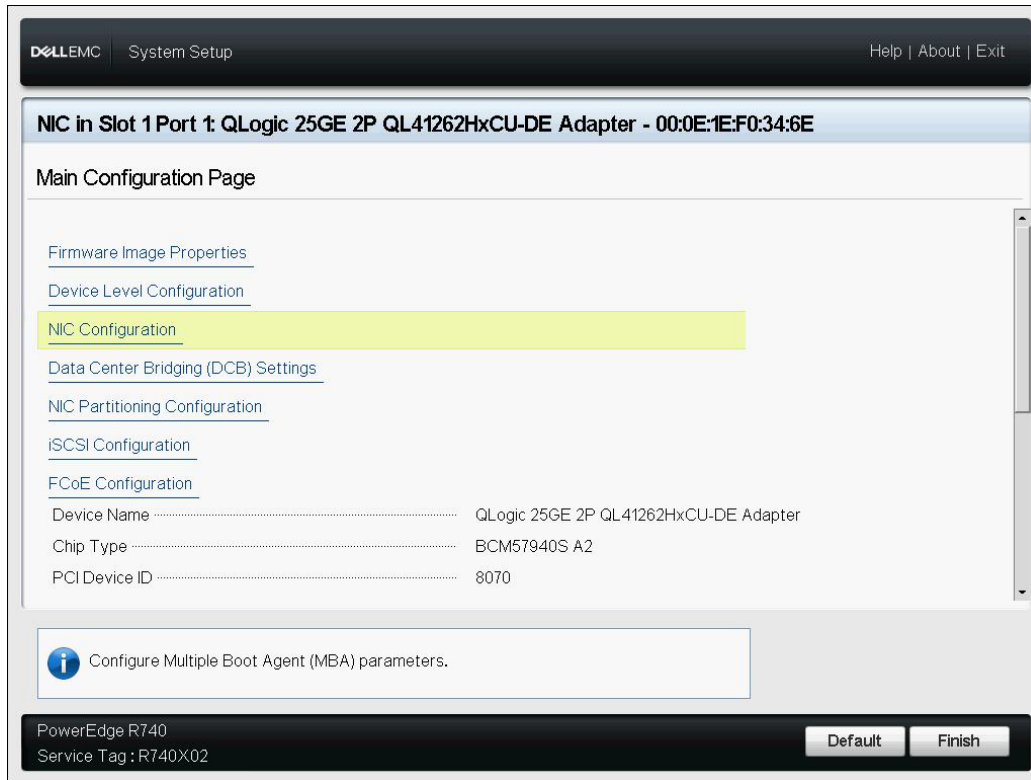 DELLEMC System Setup Help | About | Exit
NIC in Slot 1 Port 1: QLogic 25GE 2P QL41262HxCU-DE Adapter - 00:0E:1E:F0:34:6E
Main Configuration Page
Firmware Image Properties
Device Level Configuration
NIC Configuration
Data Center Bridging (DCB) Settings
NIC Partitioning Configuration
iSCSI Configuration
FCoE Configuration
Device Name QLogic 25GE 2P QL41262HxCU-DE Adapter
Chip Type BCM57940S A2
PCI Device ID 8070
Configure Multiple Boot Agent (MBA) parameters.
PowerEdge R740
Service Tag : R740X02
Default Finish